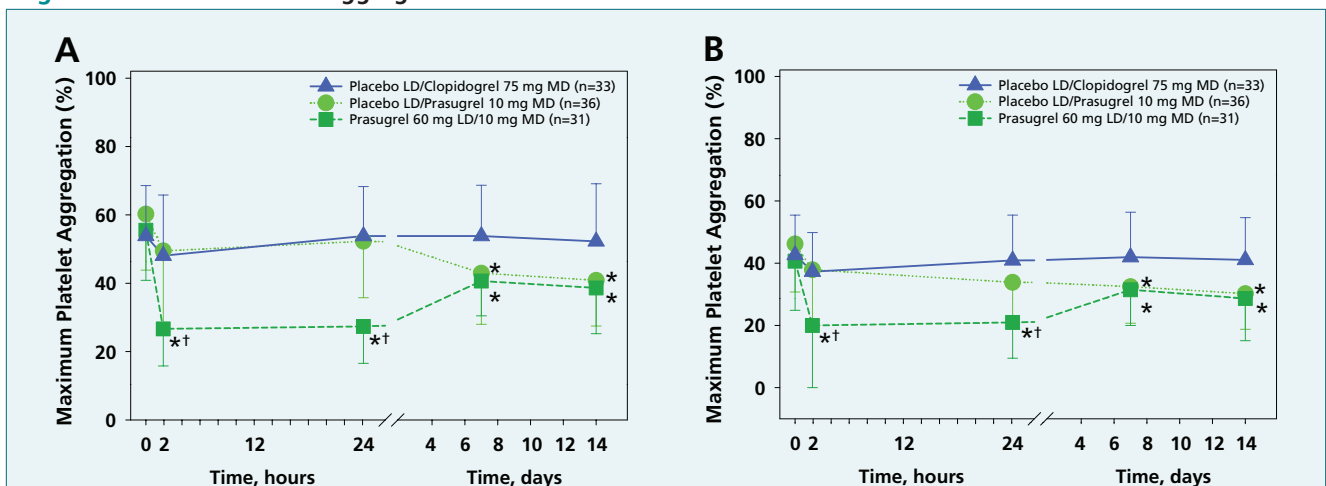 A
Maximum Platelet Aggregation (%)
100
80
60
40
20
0
Placebo LD/Clopidogrel 75 mg MD (n=33)
Placebo LD/Prasugrel 10 mg MD (n=36)
Prasugrel 60 mg LD/10 mg MD (n=31)
*†
*†
*
*
*
*
0 2 12 24 4 6 8 10 12 14
Time, hours Time, days
B
Maximum Platelet Aggregation (%)
100
80
60
40
20
0
Placebo LD/Clopidogrel 75 mg MD (n=33)
Placebo LD/Prasugrel 10 mg MD (n=36)
Prasugrel 60 mg LD/10 mg MD (n=31)
*†
*†
*
*
*
*
0 2 12 24 4 6 8 10 12 14
Time, hours Time, days